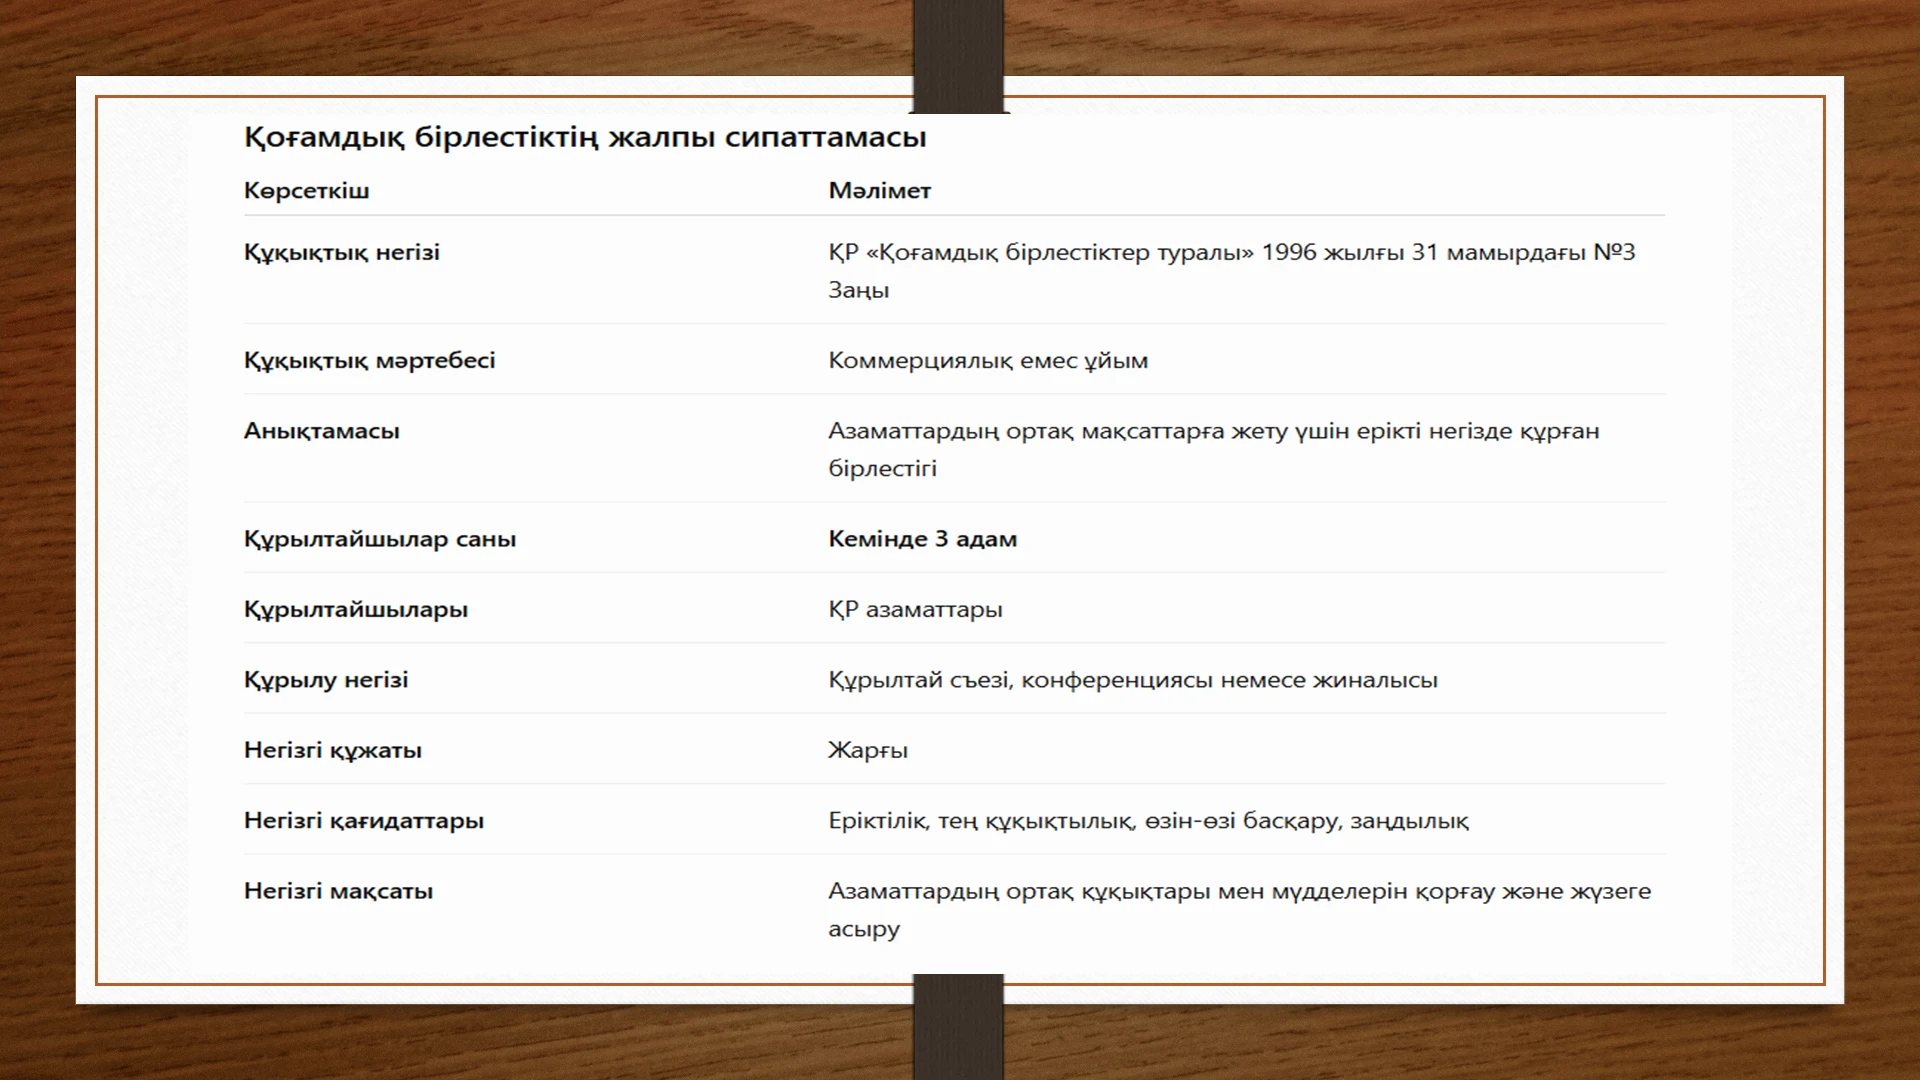 Қоғамдық бірлестіктің жалпы сипаттамасы
Көрсеткіш Мәлімет
Құқықтық негізі ҚР «Қоғамдық бірлестіктер туралы» 1996 жылғы 31 мамырдағы №3
Заңы
Құқықтық мәртебесі Коммерциялық емес ұйым
Анықтамасы Азаматтардың ортақ мақсаттарға жету үшін ерікті негізде құрған
бірлестігі
Құрылтайшылар саны Кемінде 3 адам
Құрылтайшылары ҚР азаматтары
Құрылу негізі Құрылтай съезі, конференциясы немесе жиналысы
Негізгі құжаты Жарғы
Негізгі қағидаттары Еріктілік, тең құқықтылық, өзін-өзі басқару, заңдылық
Негізгі мақсаты Азаматтардың ортақ құқықтары мен мүдделерін қорғау және жүзеге
асыру